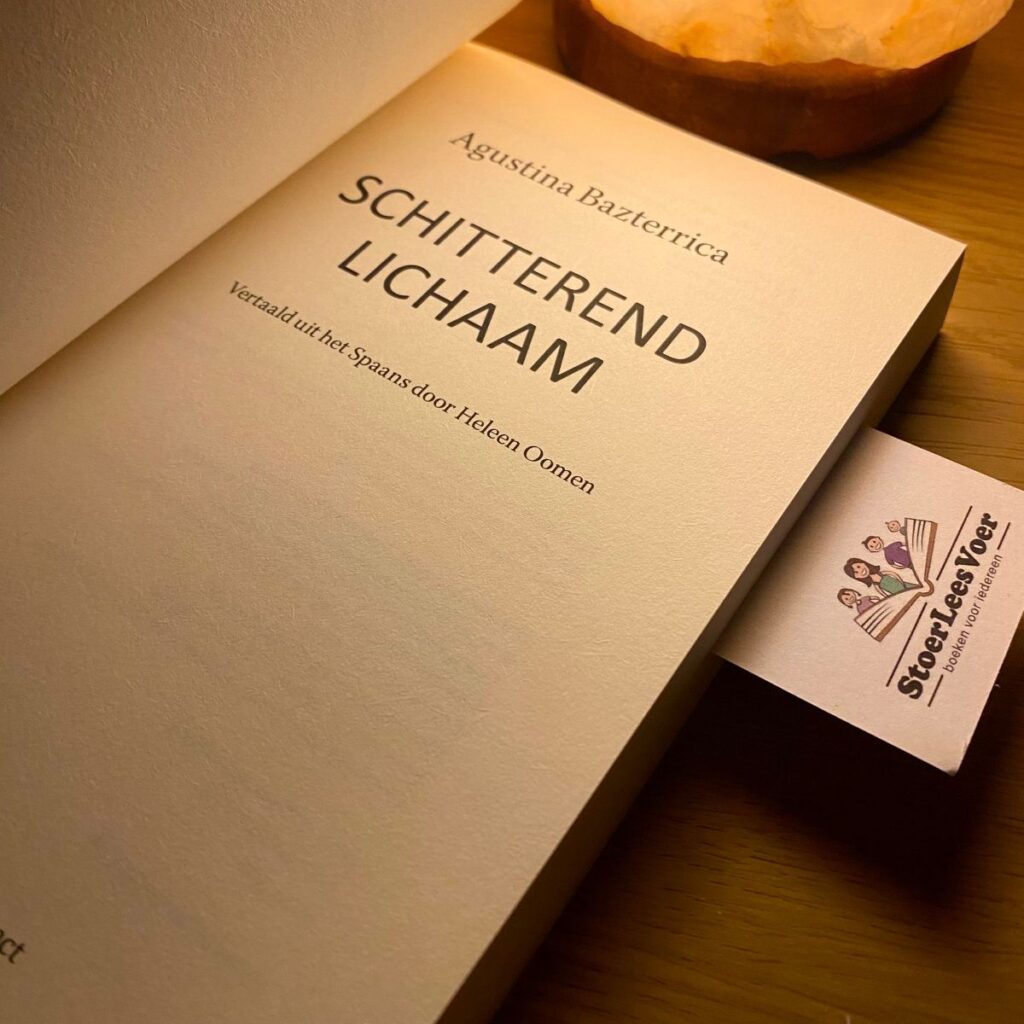 Agustina Bazterrica
SCHITTEREND
LICHAAM
Vertaald uit het Spaans door Heleen Oomen
StoerLeesVoer
boeken voor iedereen